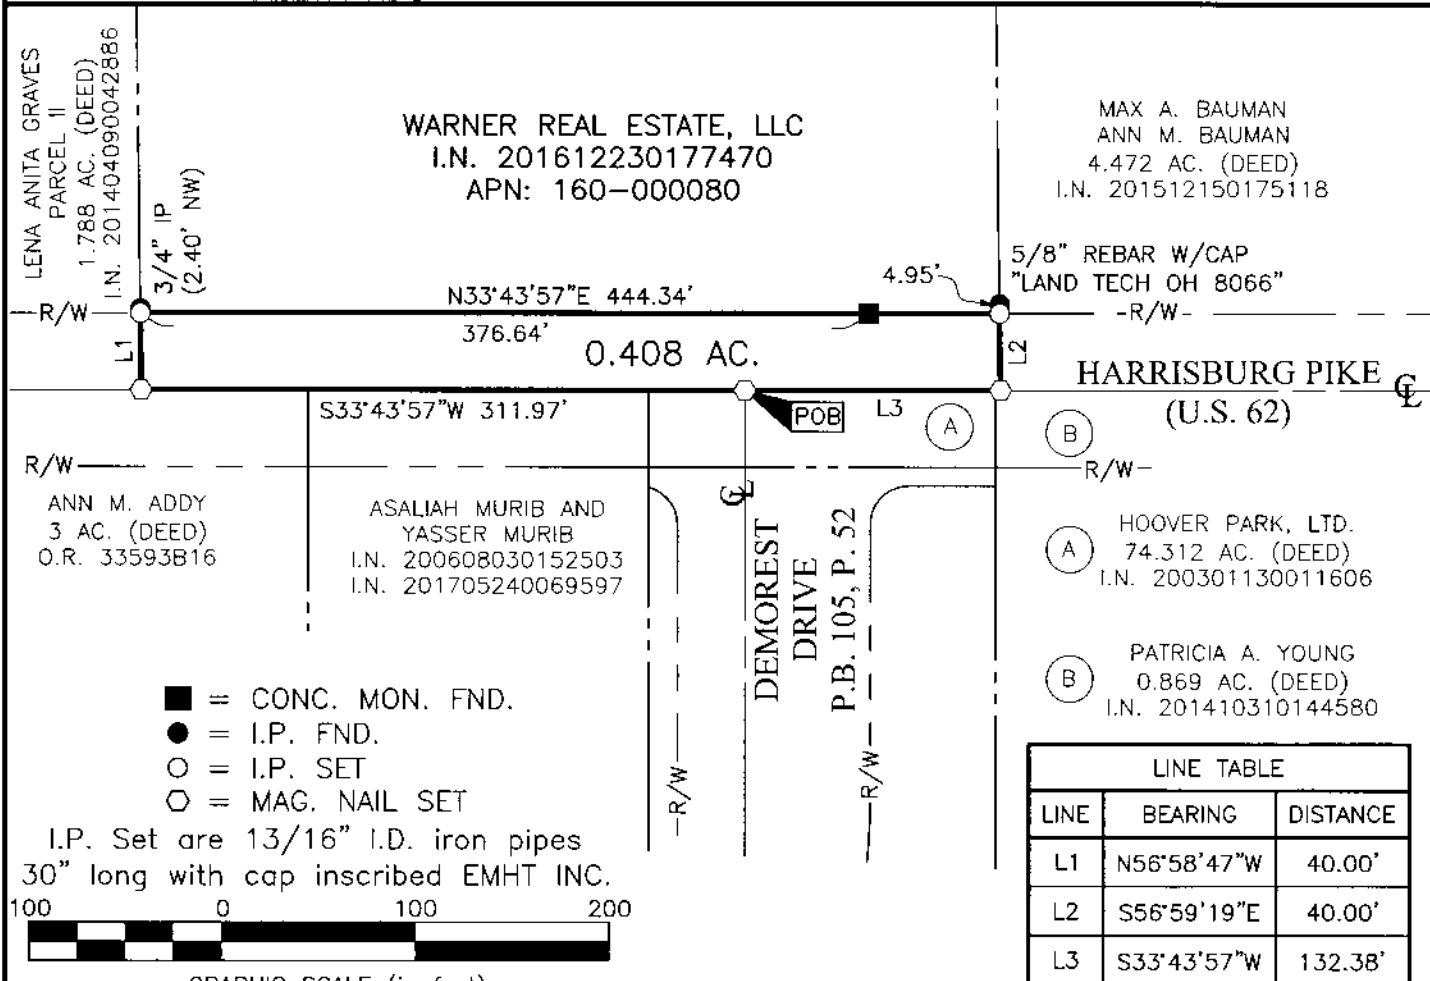 LENA ANITA GRAVES
PARCEL II
1.788 AC. (DEED)
I.N. 201404090042886
3/4" IP
(2.40' NW)
WARNER REAL ESTATE, LLC
I.N. 201612230177470
APN: 160-000080
MAX A. BAUMAN
ANN M. BAUMAN
4.472 AC. (DEED)
I.N. 201512150175118
5/8" REBAR W/CAP
"LAND TECH OH 8066"
4.95'
R/W
N33°43'57"E 444.34'
R/W
376.64'
L1
0.408 AC.
L2
HARRISBURG PIKE ℄
(U.S. 62)
S33°43'57"W 311.97'
POB
L3
A
B
R/W
R/W
ANN M. ADDY
3 AC. (DEED)
O.R. 33593B16
ASALIAH MURIB AND
YASSER MURIB
I.N. 200608030152503
I.N. 201705240069597
℄
DEMOREST
DRIVE
P.B. 105, P. 52
R/W
R/W
A
HOOVER PARK, LTD.
74.312 AC. (DEED)
I.N. 200301130011606
B
PATRICIA A. YOUNG
0.869 AC. (DEED)
I.N. 201410310144580
= CONC. MON. FND.
= I.P. FND.
= I.P. SET
= MAG. NAIL SET
I.P. Set are 13/16" I.D. iron pipes
30" long with cap inscribed EMHT INC.
100 0 100 200
GRAPHIC SCALE (in feet)
LINE TABLE
LINE BEARING DISTANCE
L1 N56°58'47"W 40.00'
L2 S56°59'19"E 40.00'
L3 S33°43'57"W 132.38'